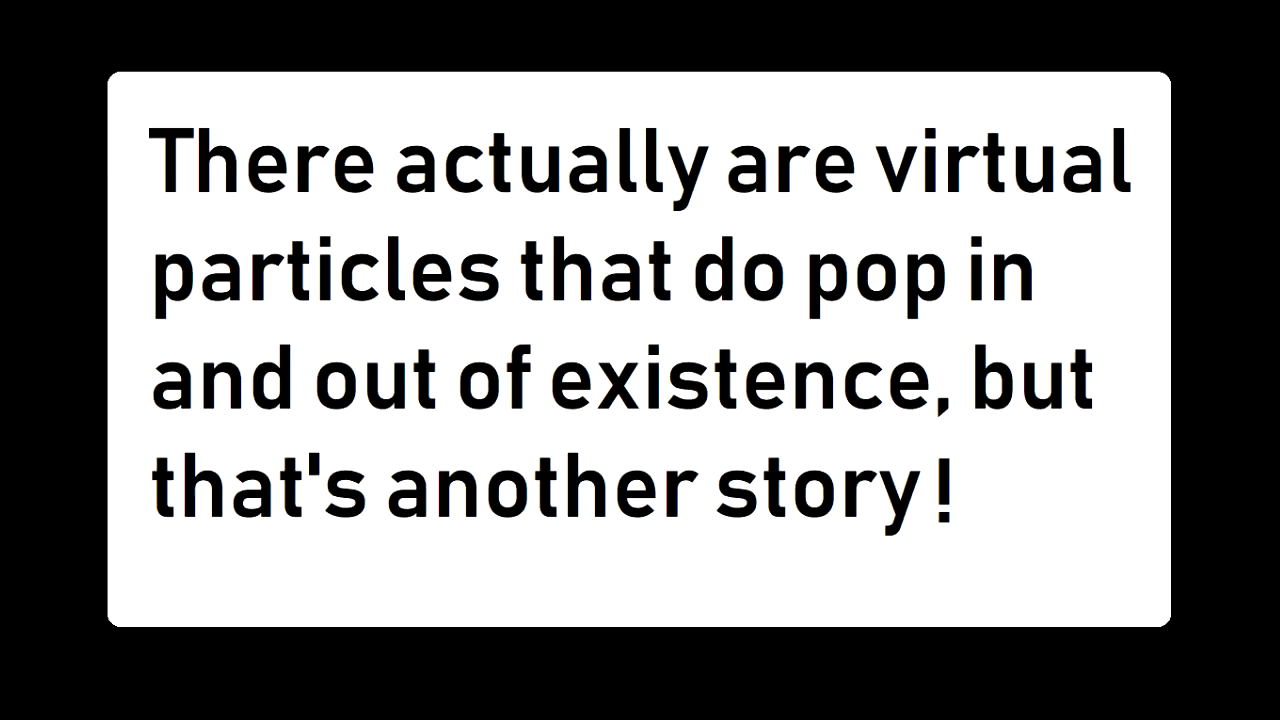 There actually are virtual
particles that do pop in
and out of existence, but
that's another story !